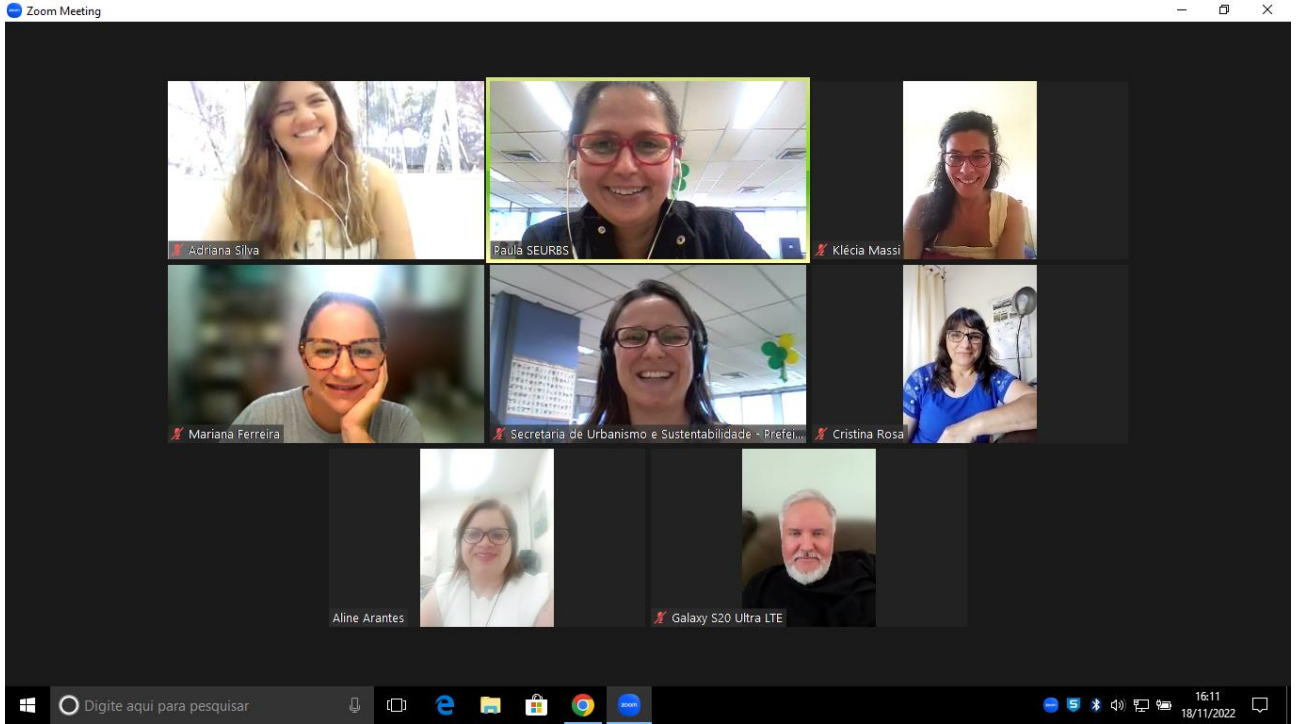 Zoom Meeting
Adriana Silva
Paula SEURBS
Klécia Massi
Mariana Ferreira
Secretaria de Urbanismo e Sustentabilidade - Prefei...
Cristina Rosa
Aline Arantes
Galaxy S20 Ultra LTE
Digite aqui para pesquisar
zoom
16:11
18/11/2022